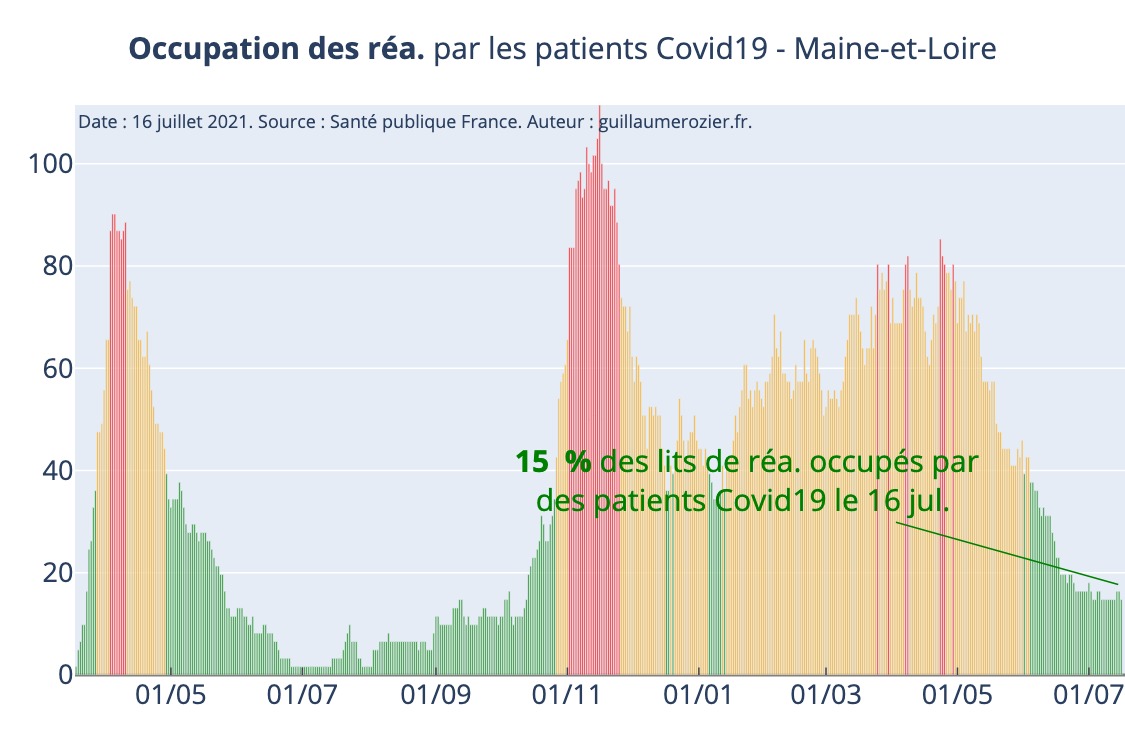 Occupation des réa. par les patients Covid19 - Maine-et-Loire
Date : 16 juillet 2021. Source : Santé publique France. Auteur : guillaumerozier.fr.
100
80
60
40
20
0
15 % des lits de réa. occupés par
des patients Covid19 le 16 jul.
01/05 01/07 01/09 01/11 01/01 01/03 01/05 01/07